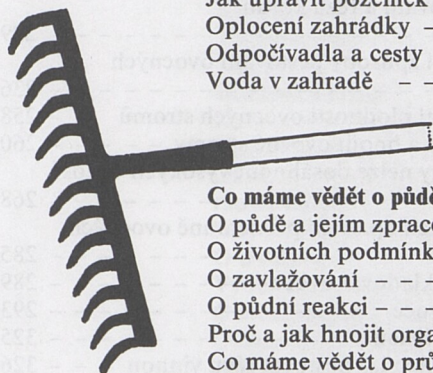 Jak upravit pozemek
Oplocení zahrádky –
Odpočívadla a cesty –
Voda v zahradě –
Co máme vědět o půdě
O půdě a jejím zprac
O životních podmínk
O zavlažování
O půdní reakci –
Proč a jak hnojit orga
Co máme vědět o prů